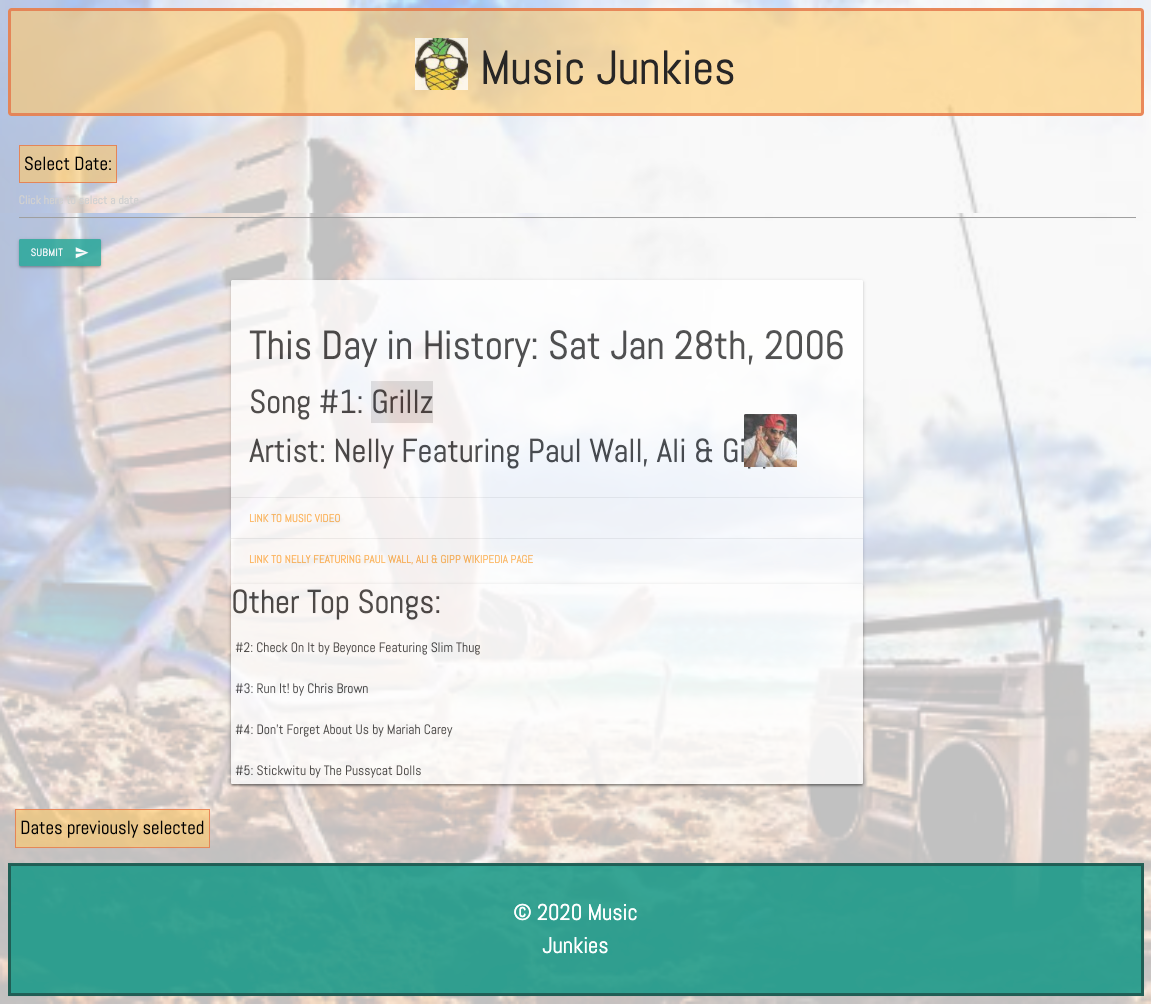 Music Junkies
Select Date:
Click here to select a date
SUBMIT
This Day in History: Sat Jan 28th, 2006
Song #1: Grillz
Artist: Nelly Featuring Paul Wall, Ali &
LINK TO MUSIC VIDEO
LINK TO NELLY FEATURING PAUL WALL, ALI & GIPP WIKIPEDIA PAGE
Other Top Songs:
#2: Check On It by Beyonce Featuring Slim Thug
#3: Run It! by Chris Brown
#4: Don't Forget About Us by Mariah Carey
#5: Stickwitu by The Pussycat Dolls
Dates previously selected
© 2020 Music
Junkies